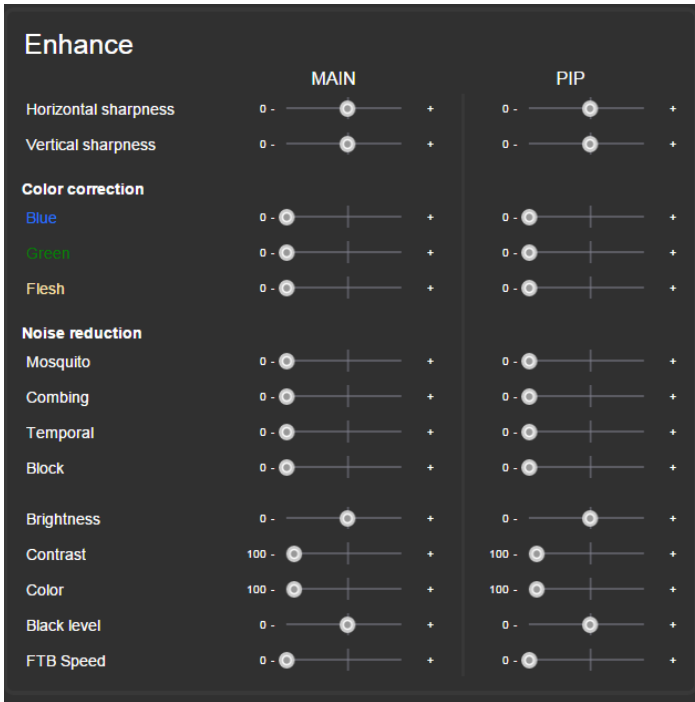 Enhance
MAIN PIP
Horizontal sharpness 0 - + 0 - +
Vertical sharpness 0 - + 0 - +
Color correction
Blue 0 - + 0 - +
Green 0 - + 0 - +
Flesh 0 - + 0 - +
Noise reduction
Mosquito 0 - + 0 - +
Combing 0 - + 0 - +
Temporal 0 - + 0 - +
Block 0 - + 0 - +
Brightness 0 - + 0 - +
Contrast 100 - + 100 - +
Color 100 - + 100 - +
Black level 0 - + 0 - +
FTB Speed 0 - + 0 - +